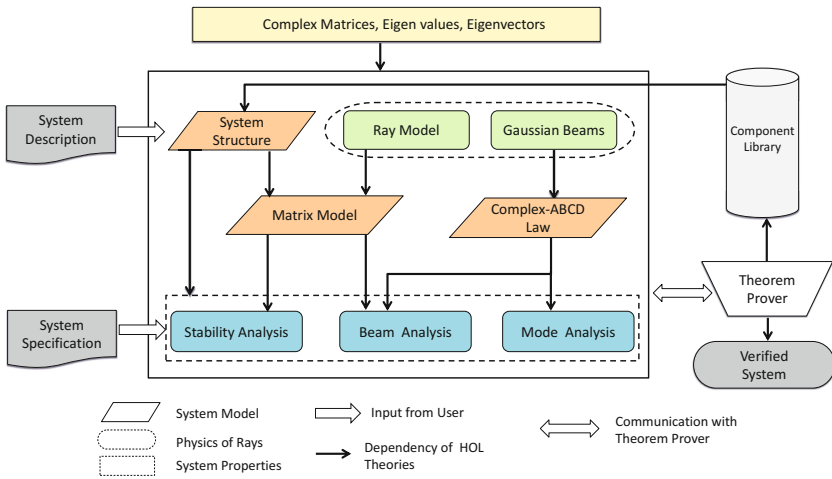 Complex Matrices, Eigen values, Eigenvectors
System
Description
System
Structure
Ray Model
Gaussian Beams
Component
Library
Matrix Model
Complex-ABCD
Law
Theorem
Prover
System
Specification
Stability Analysis
Beam Analysis
Mode Analysis
Verified
System
System Model
Input from User
Communication with
Theorem Prover
Physics of Rays
Dependency of HOL
Theories
System Properties